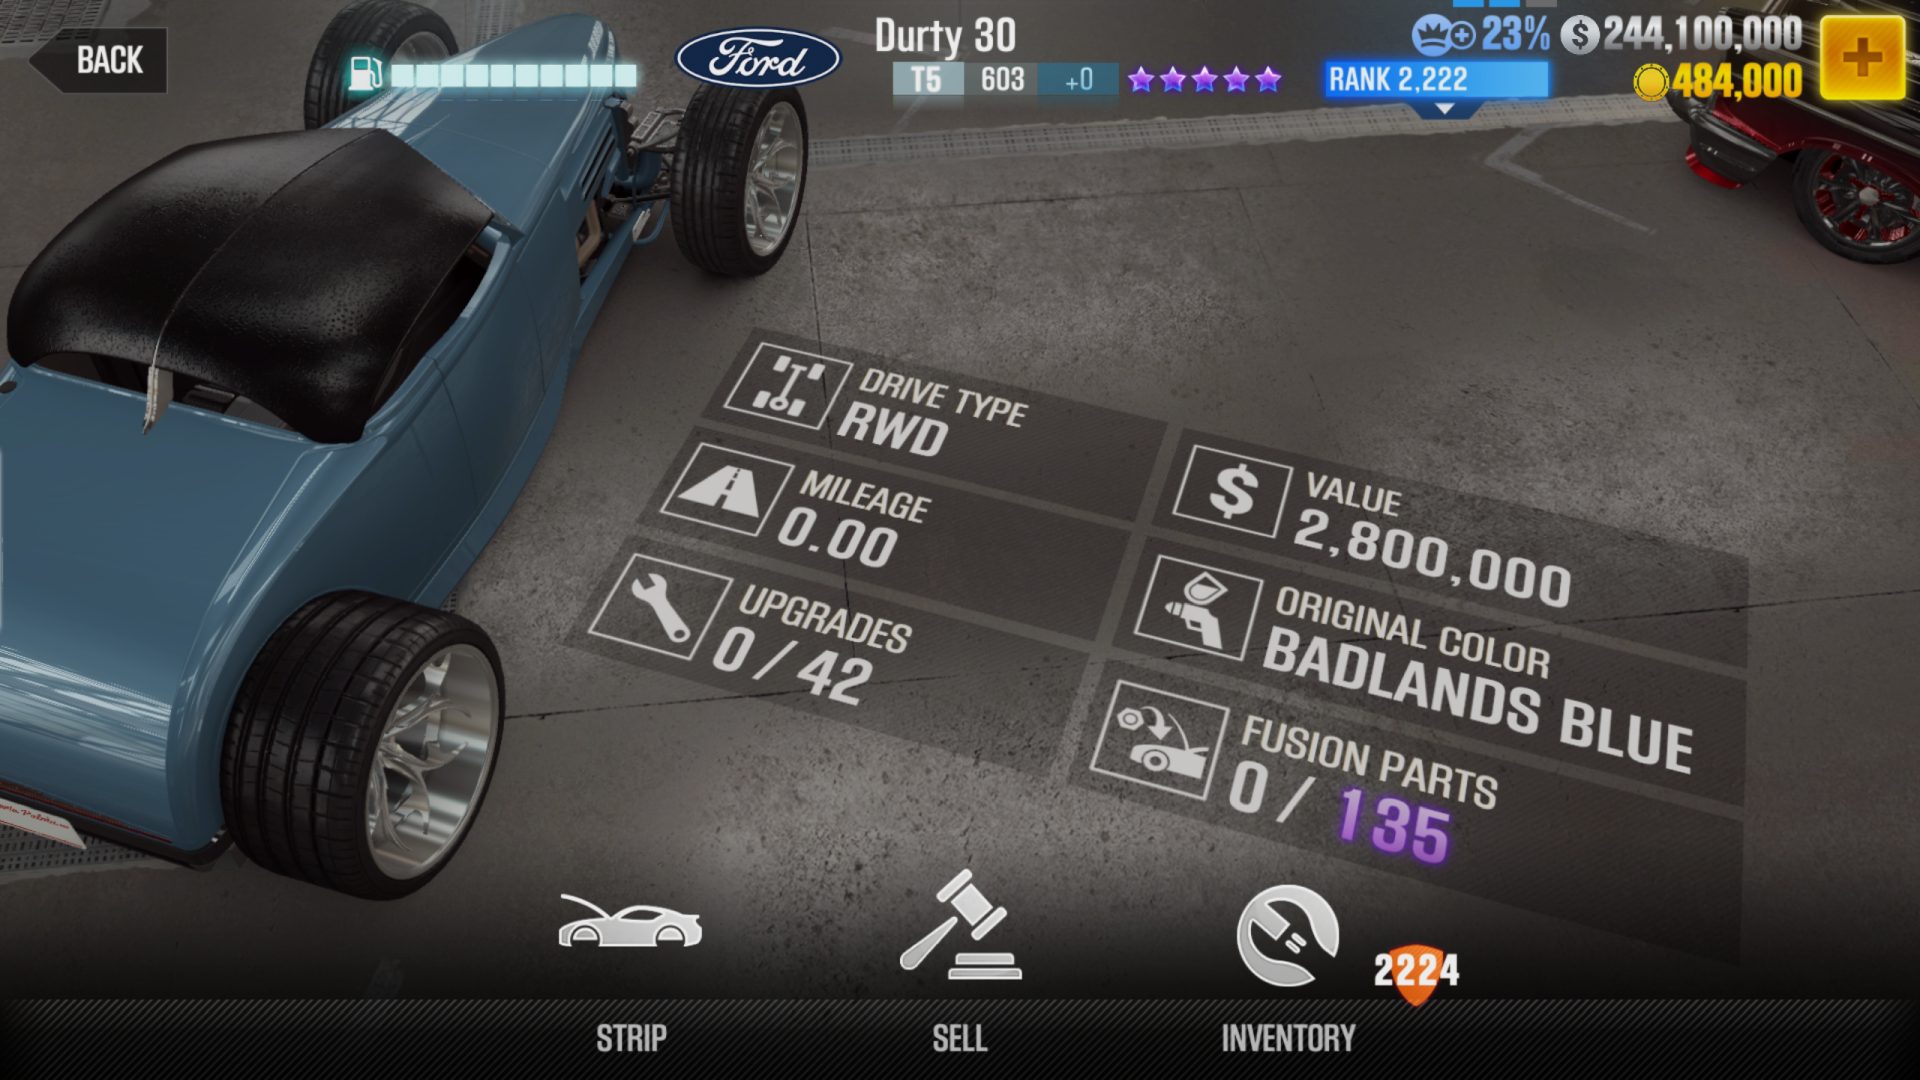 BACK
Ford
Durty 30
T5 603 +0
23%
244,100,000
RANK 2,222
484,000
DRIVE TYPE
RWD
MILEAGE
0.00
UPGRADES
0/42
VALUE
2,800,000
ORIGINAL COLOR
BADLANDS BLUE
FUSION PARTS
0/135
STRIP
SELL
INVENTORY
2224